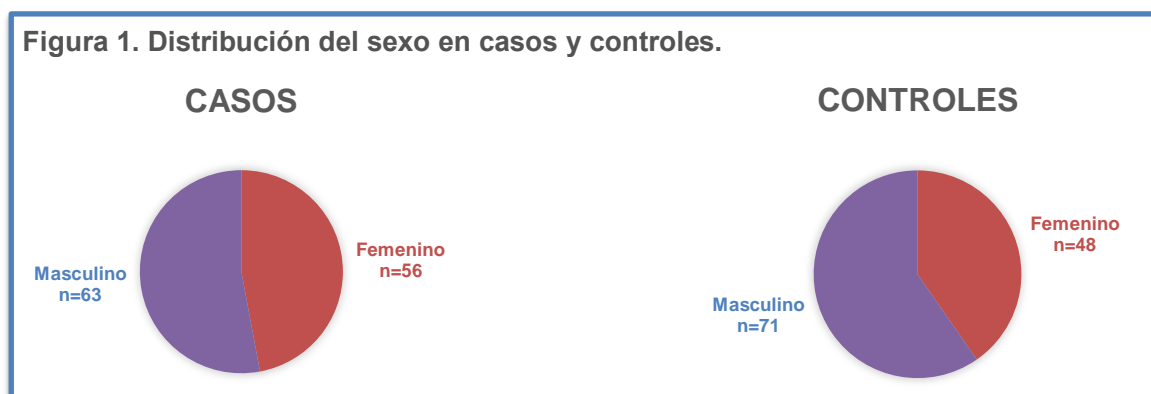 Figura 1. Distribución del sexo en casos y controles.
CASOS
Masculino
n=63
Femenino
n=56
CONTROLES
Masculino
n=71
Femenino
n=48